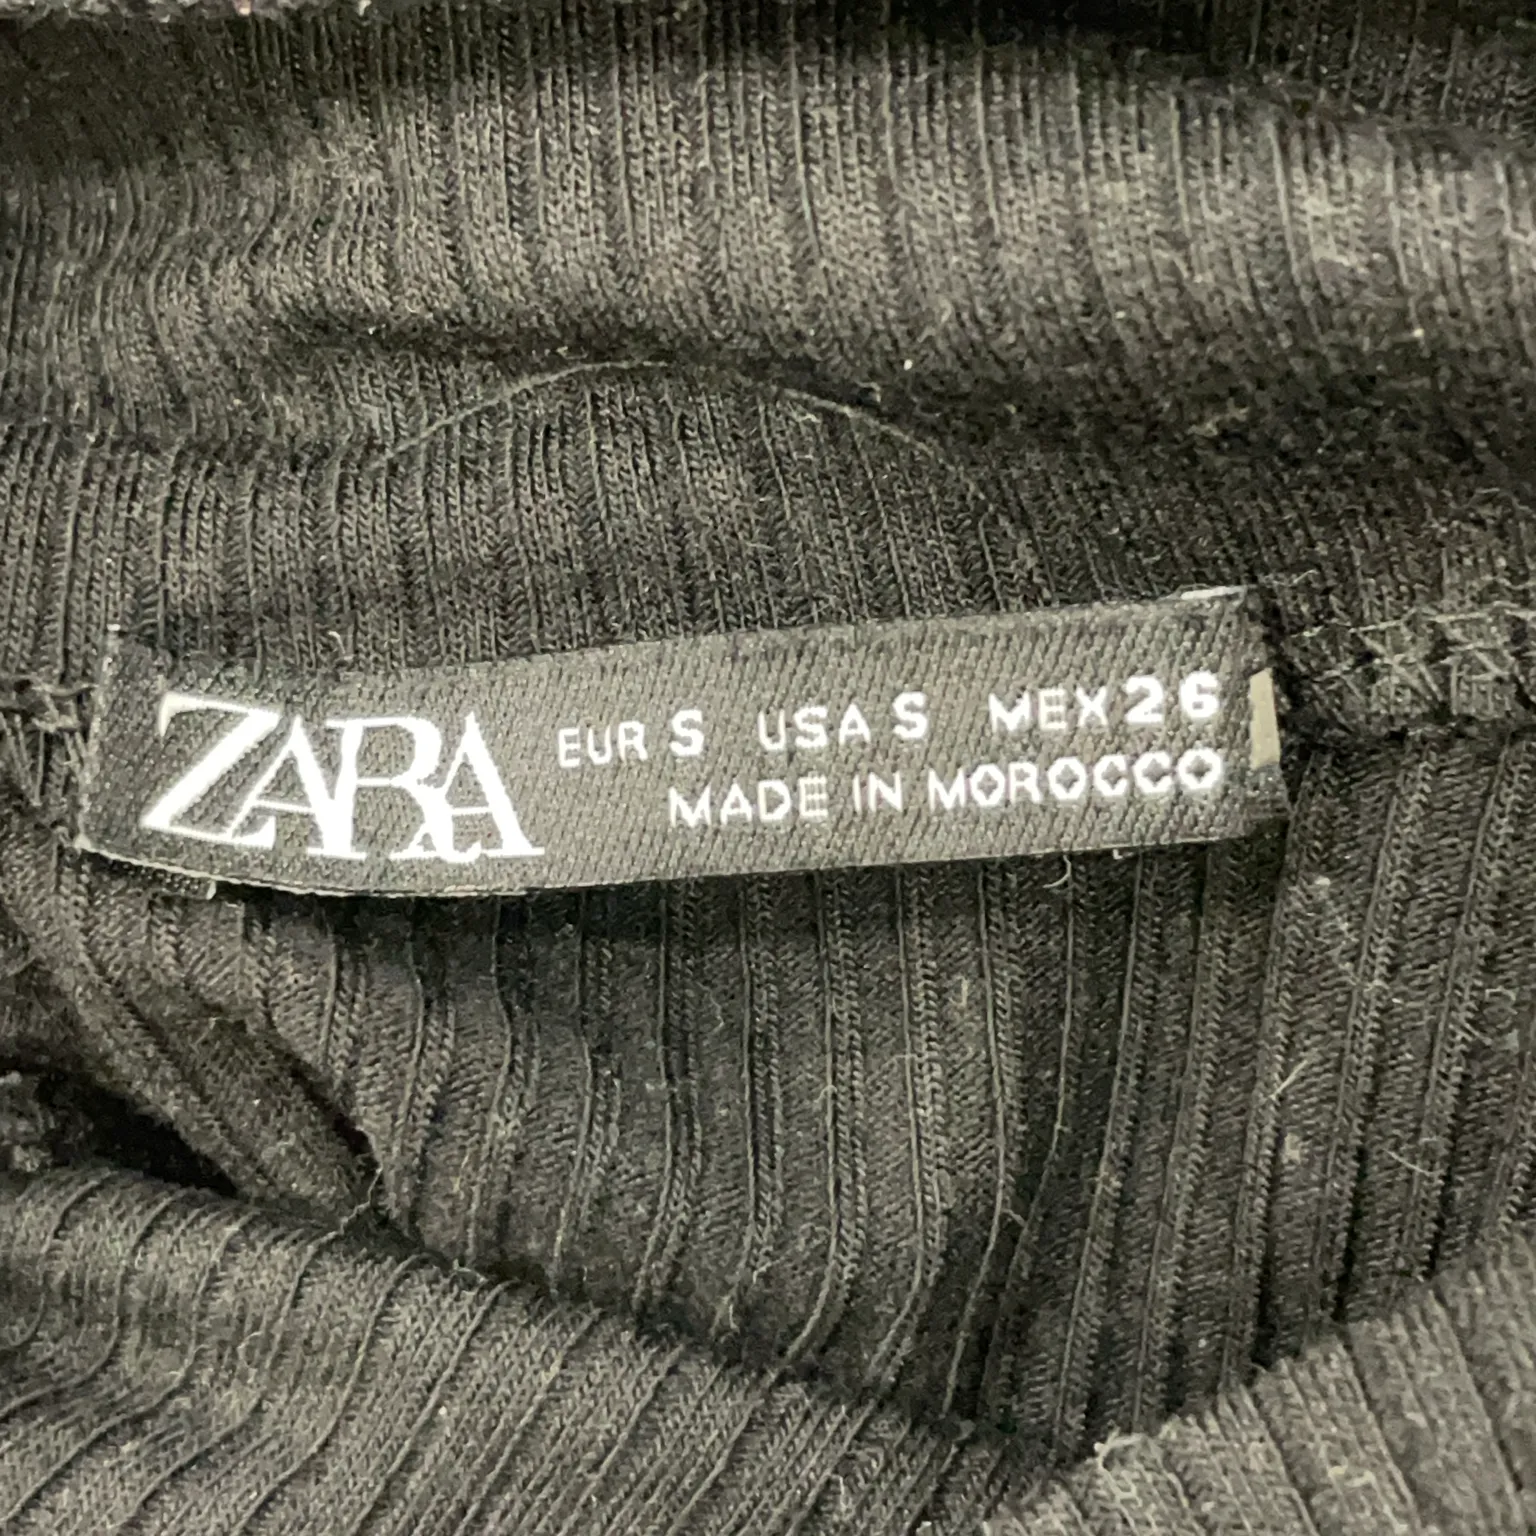 ZARA
EUR S USA S MEX 26
MADE IN MOROCCO